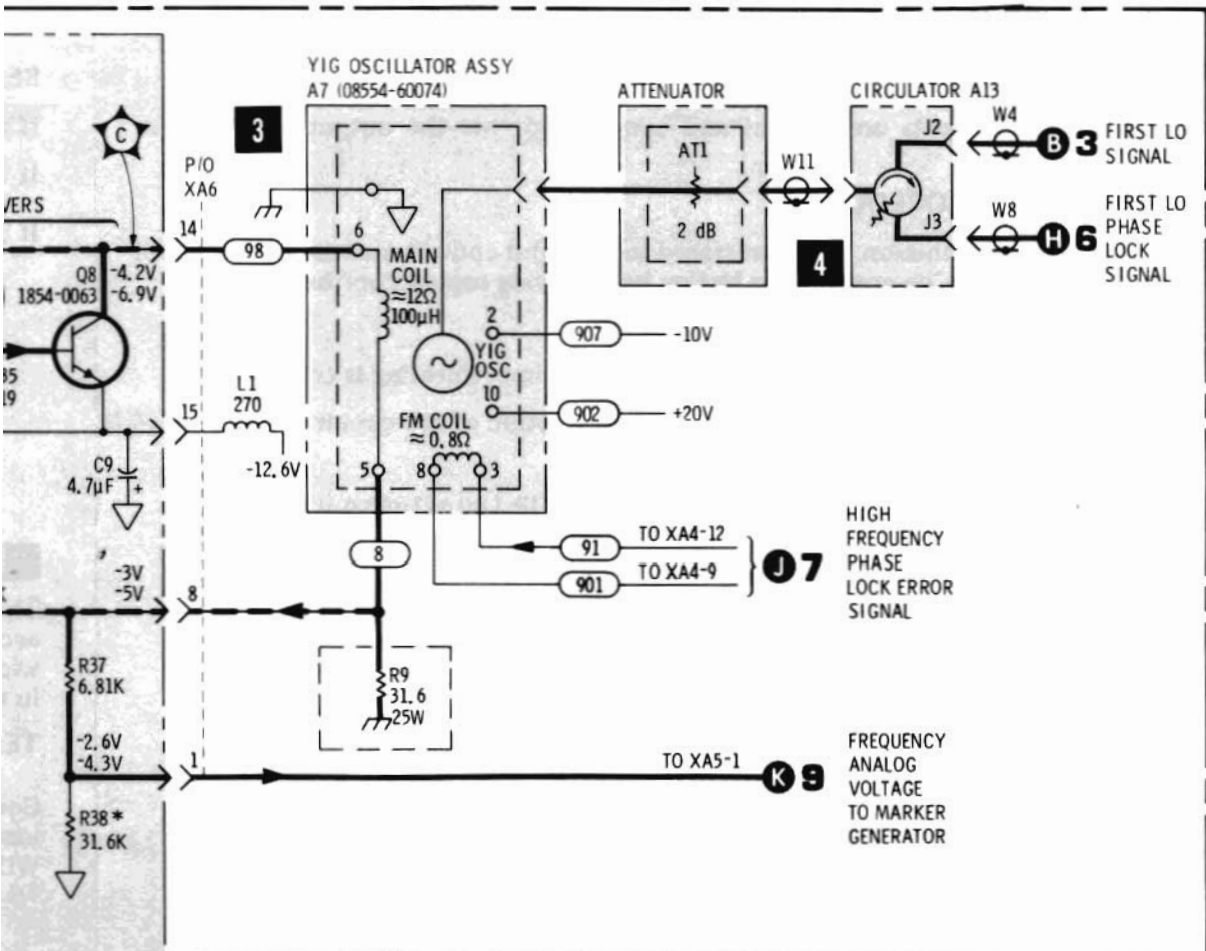 YIG OSCILLATOR ASSY
A7 (08554-60074)
ATTENUATOR
CIRCULATOR A13
C
3
P/O
XA6
VERS
14
98
6
Q8
1854-0063
-4.2V
-6.9V
MAIN
COIL
≈12Ω
100μH
2
907
-10V
YIG
OSC
10
902
+20V
FM COIL
≈ 0.8Ω
AT1
2 dB
W11
4
J2
W4
B 3
FIRST LO
SIGNAL
J3
W8
H 6
FIRST LO
PHASE
LOCK
SIGNAL
35
19
15
L1
270
-12.6V
C9
4.7μF
+
5
8
3
8
91
TO XA4-12
901
TO XA4-9
J 7
HIGH
FREQUENCY
PHASE
LOCK ERROR
SIGNAL
-3V
-5V
8
R37
6.81K
R9
31.6
25W
-2.6V
-4.3V
1
TO XA5-1
K 9
FREQUENCY
ANALOG
VOLTAGE
TO MARKER
GENERATOR
R38*
31.6K